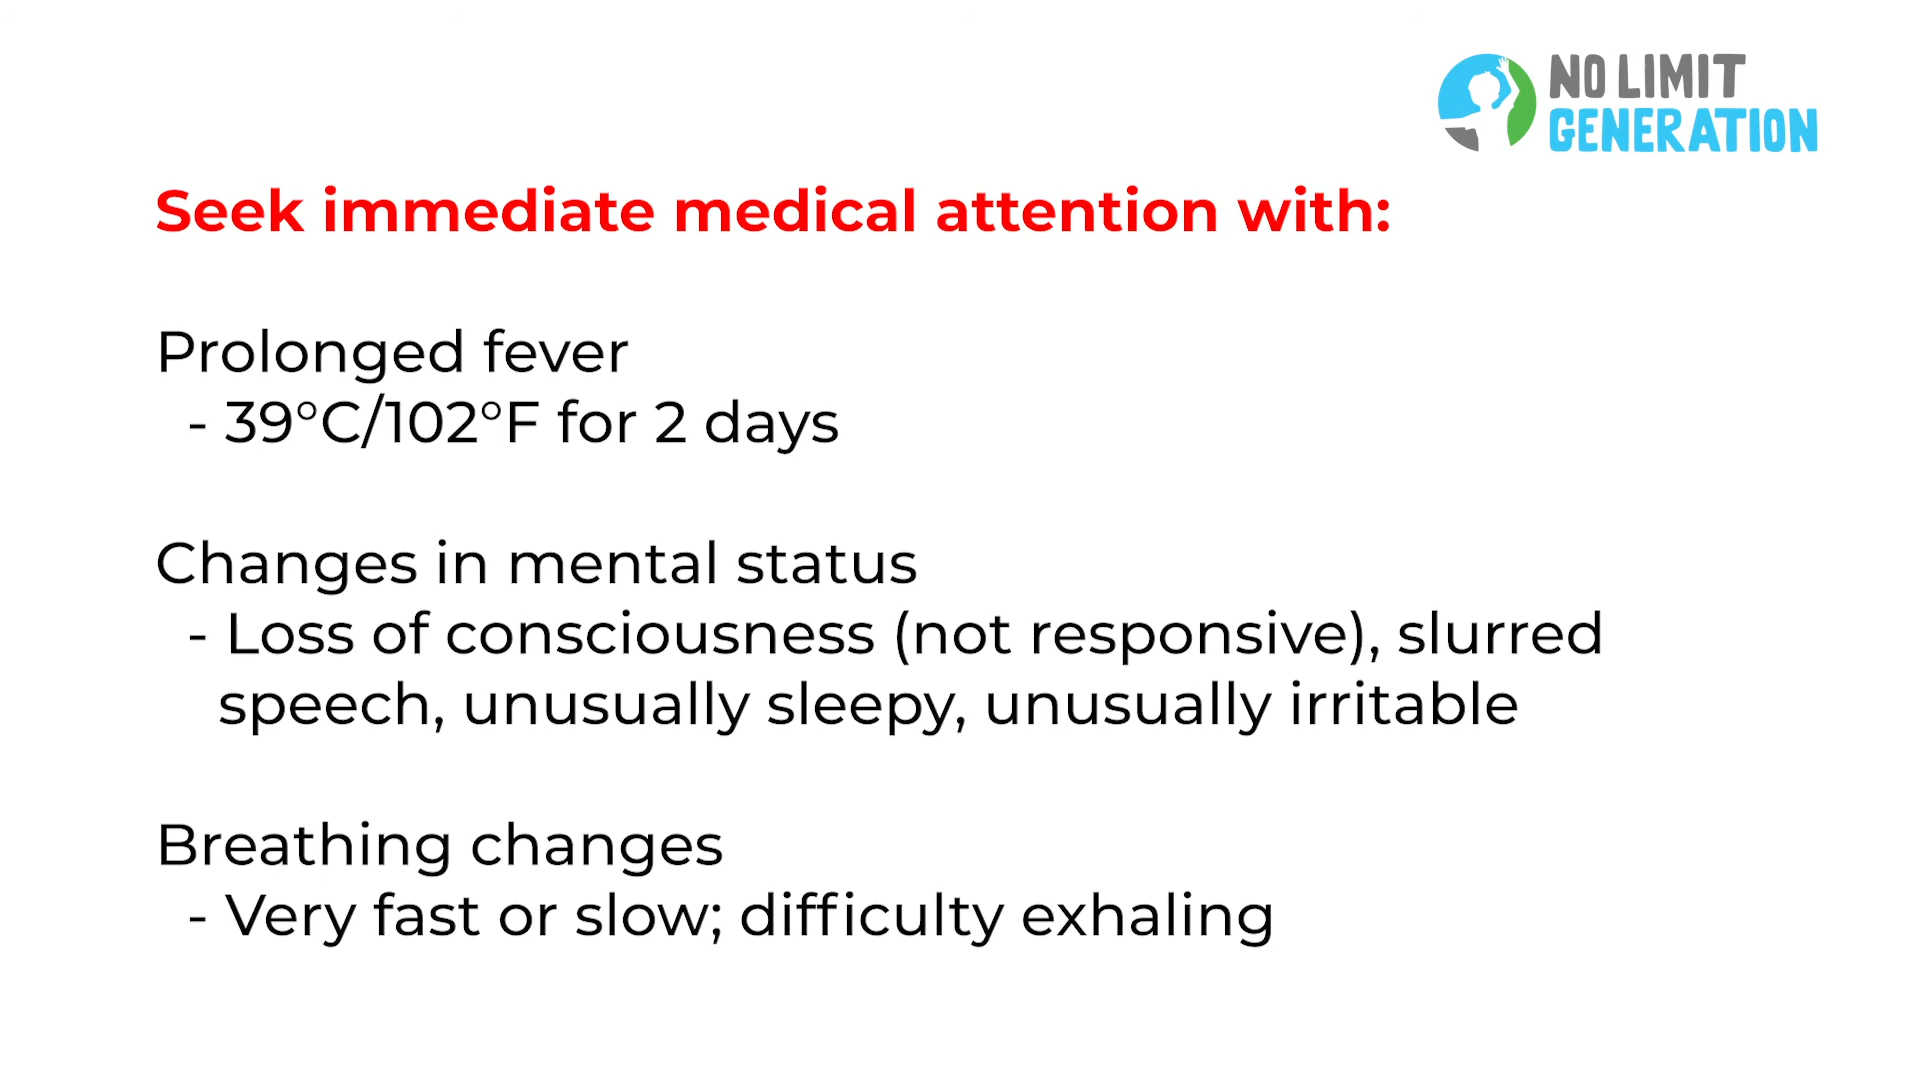 NO LIMIT
GENERATION
Seek immediate medical attention with:
Prolonged fever
- 39°C/102°F for 2 days
Changes in mental status
- Loss of consciousness (not responsive), slurred
speech, unusually sleepy, unusually irritable
Breathing changes
- Very fast or slow; difficulty exhaling